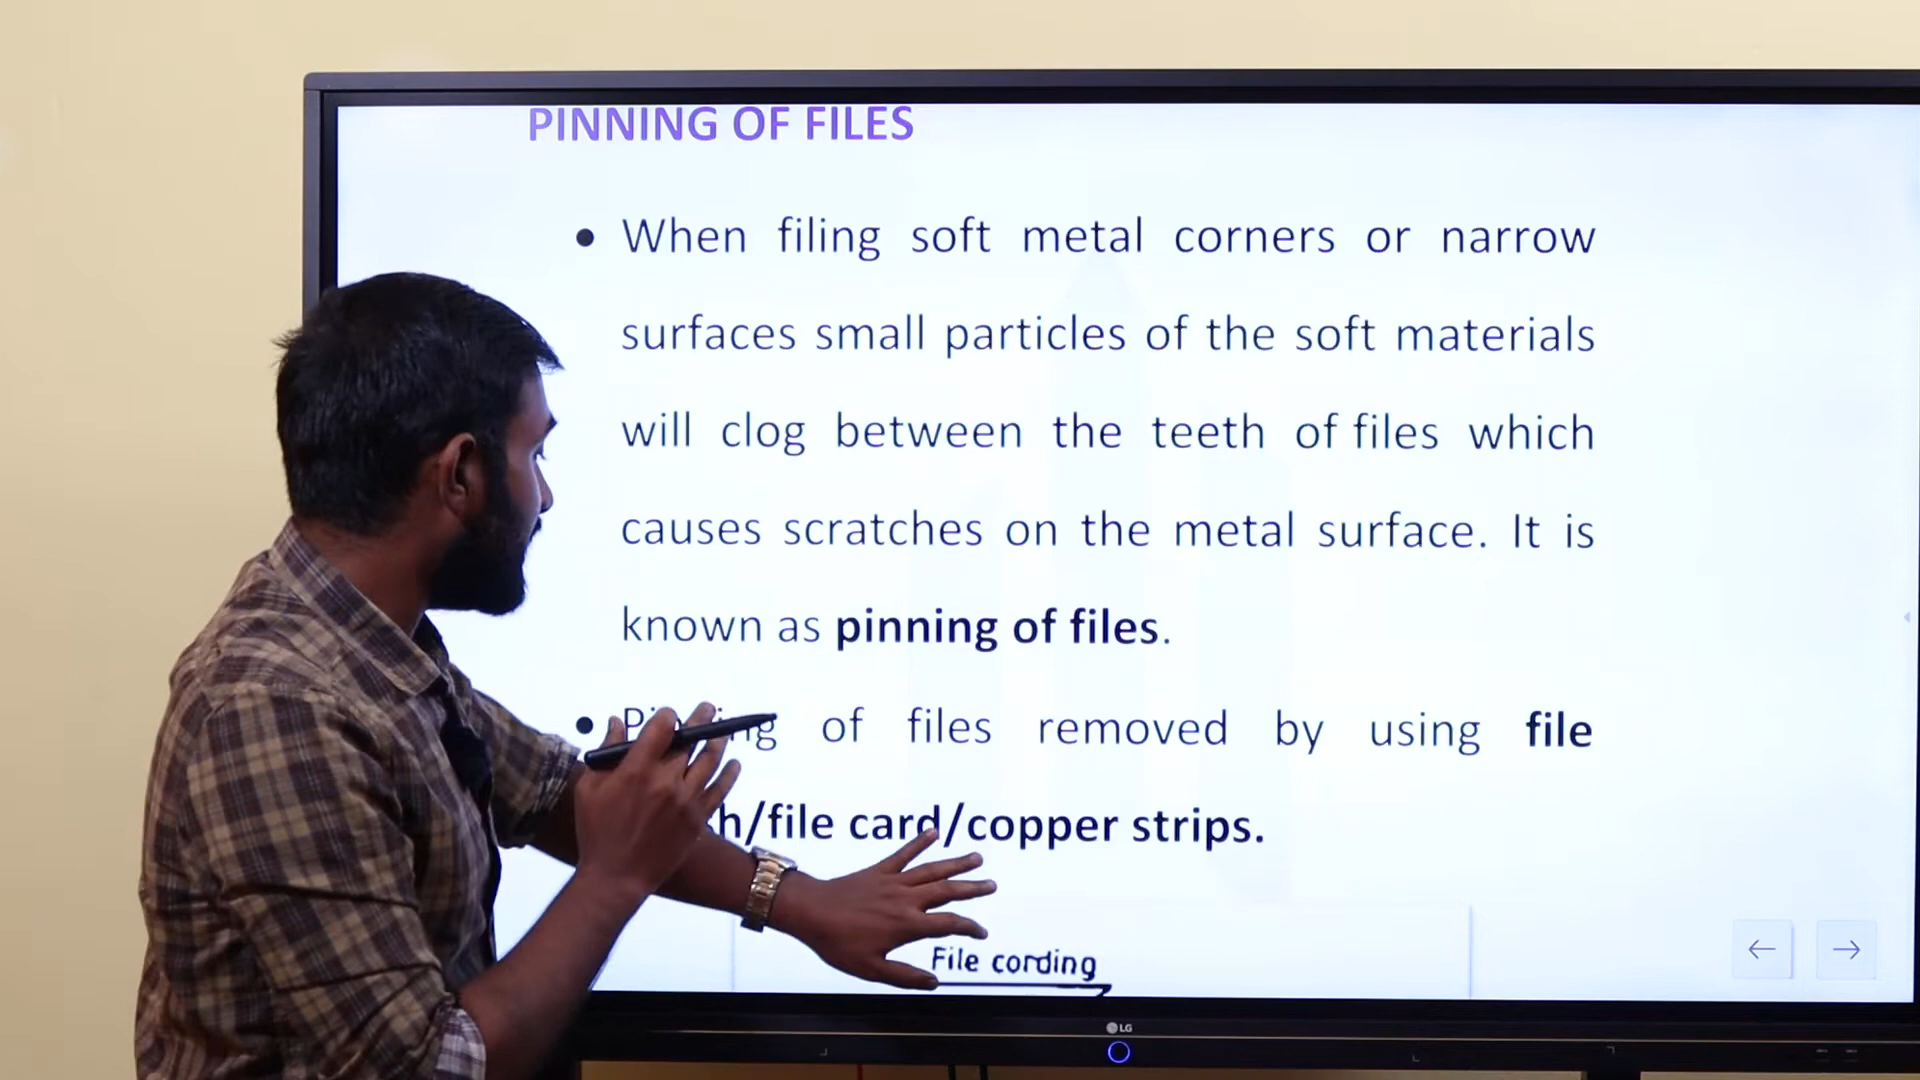 PINNING OF FILES
• When filing soft metal corners or narrow
surfaces small particles of the soft materials
will clog between the teeth of files which
causes scratches on the metal surface. It is
known as pinning of files.
• of files removed by using file
/file card/copper strips.
File cording
LG